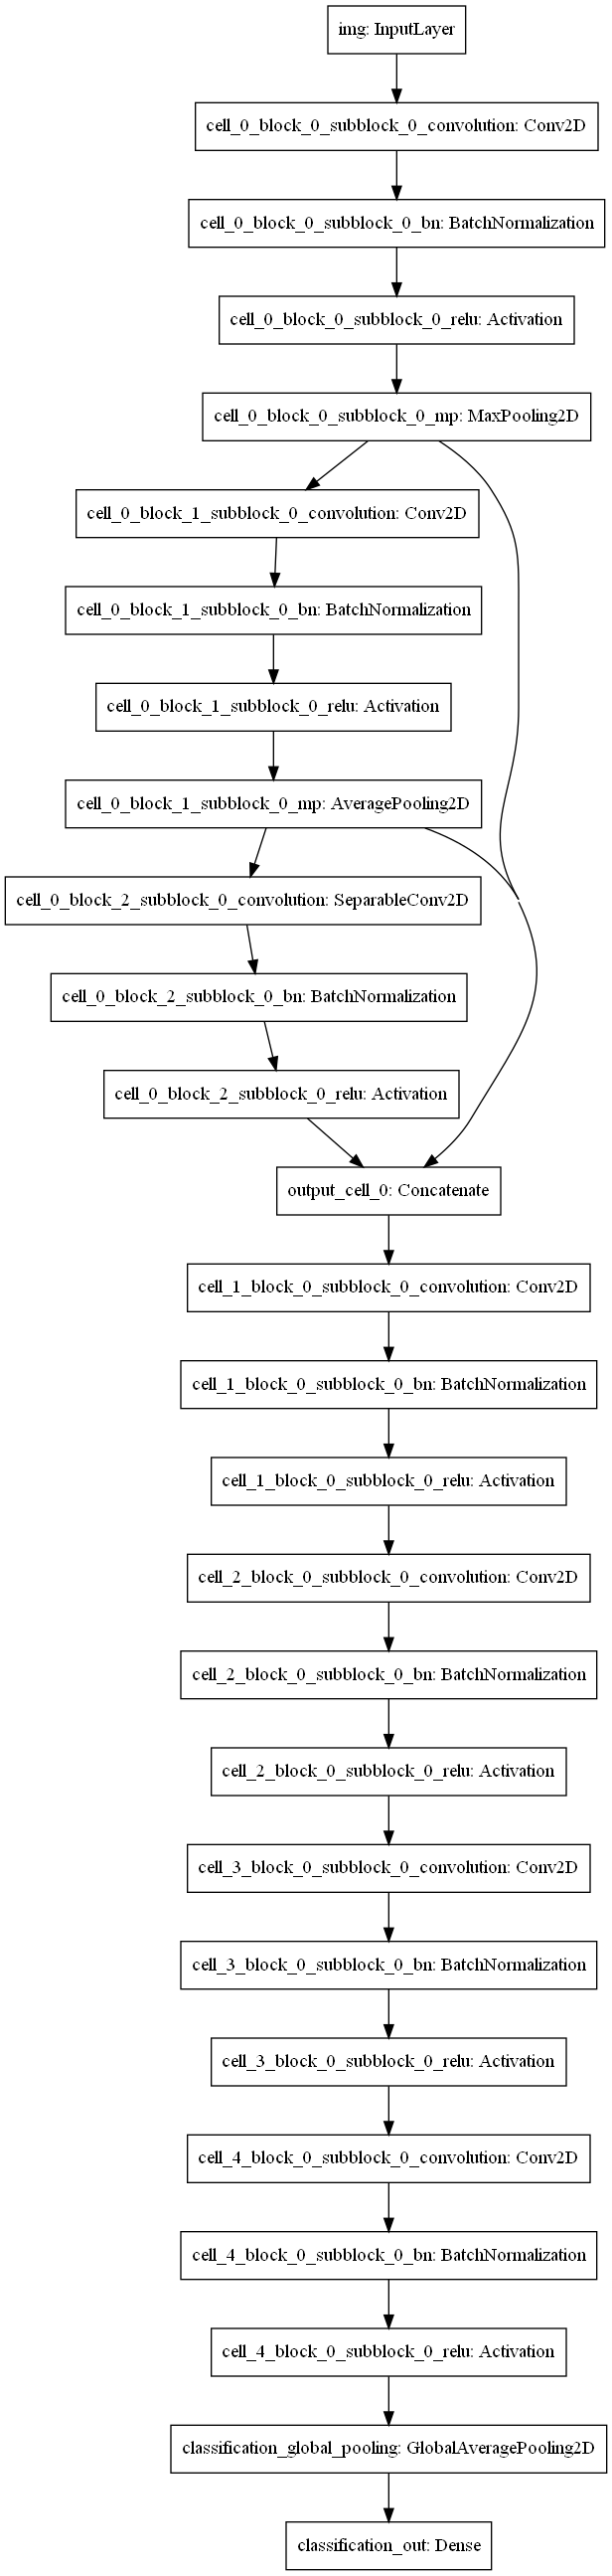 img: InputLayer
cell_0_block_0_subblock_0_convolution: Conv2D
cell_0_block_0_subblock_0_bn: BatchNormalization
cell_0_block_0_subblock_0_relu: Activation
cell_0_block_0_subblock_0_mp: MaxPooling2D
cell_0_block_1_subblock_0_convolution: Conv2D
cell_0_block_1_subblock_0_bn: BatchNormalization
cell_0_block_1_subblock_0_relu: Activation
cell_0_block_1_subblock_0_mp: AveragePooling2D
cell_0_block_2_subblock_0_convolution: SeparableConv2D
cell_0_block_2_subblock_0_bn: BatchNormalization
cell_0_block_2_subblock_0_relu: Activation
output_cell_0: Concatenate
cell_1_block_0_subblock_0_convolution: Conv2D
cell_1_block_0_subblock_0_bn: BatchNormalization
cell_1_block_0_subblock_0_relu: Activation
cell_2_block_0_subblock_0_convolution: Conv2D
cell_2_block_0_subblock_0_bn: BatchNormalization
cell_2_block_0_subblock_0_relu: Activation
cell_3_block_0_subblock_0_convolution: Conv2D
cell_3_block_0_subblock_0_bn: BatchNormalization
cell_3_block_0_subblock_0_relu: Activation
cell_4_block_0_subblock_0_convolution: Conv2D
cell_4_block_0_subblock_0_bn: BatchNormalization
cell_4_block_0_subblock_0_relu: Activation
classification_global_pooling: GlobalAveragePooling2D
classification_out: Dense